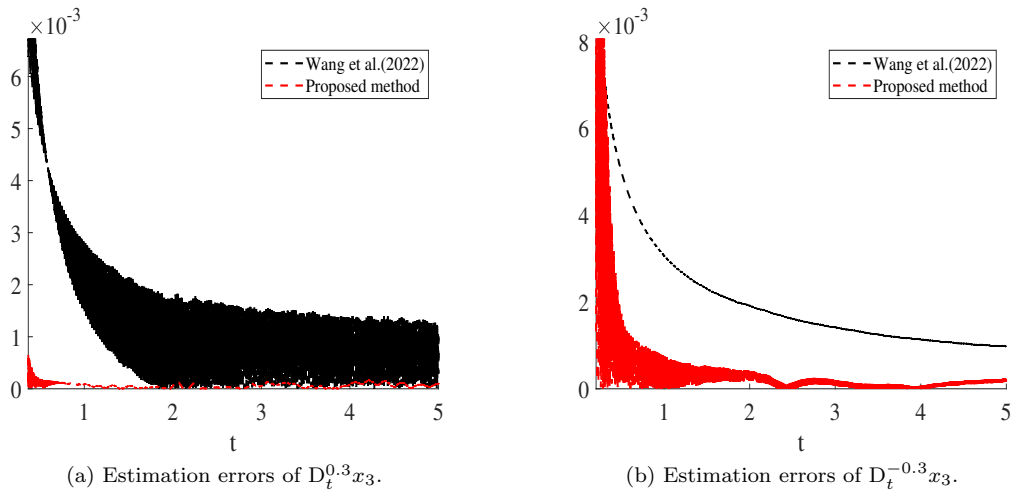 ×10⁻³
6
5
4
3
2
1
0
1 2 3 4 5
t
Wang et al.(2022)
Proposed method
(a) Estimation errors of D_t^{0.3}x_3.
×10⁻³
8
6
4
2
0
1 2 3 4 5
t
Wang et al.(2022)
Proposed method
(b) Estimation errors of D_t^{-0.3}x_3.